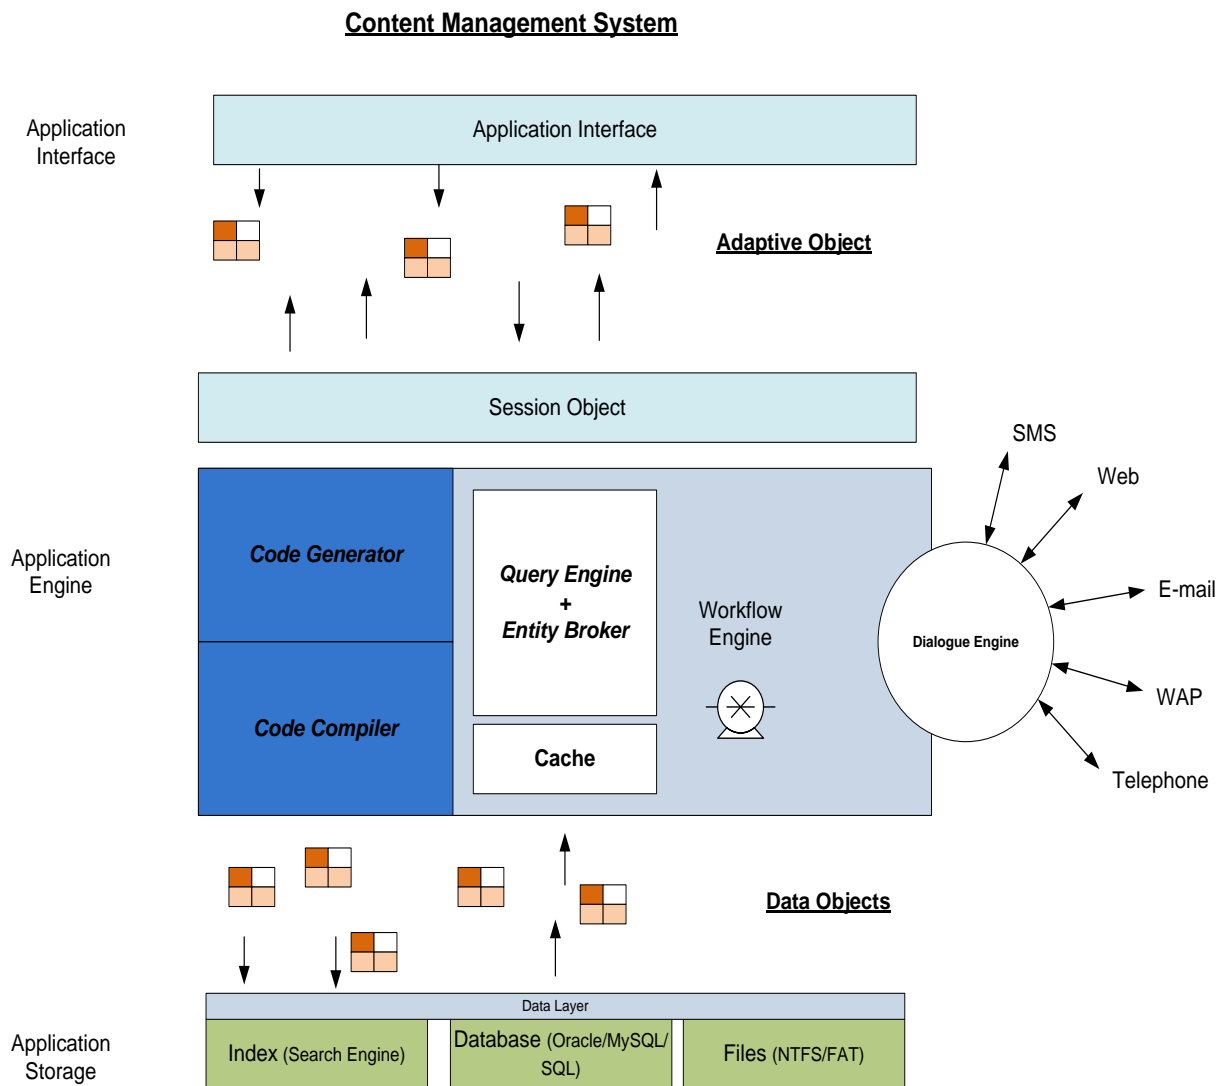 Content Management System
Application
Interface
Application Interface
Adaptive Object
Session Object
SMS
Web
E-mail
WAP
Telephone
Application
Engine
Code Generator
Code Compiler
Query Engine
+
Entity Broker
Cache
Workflow
Engine
Dialogue Engine
Data Objects
Data Layer
Application
Storage
Index (Search Engine)
Database (Oracle/MySQL/
SQL)
Files (NTFS/FAT)